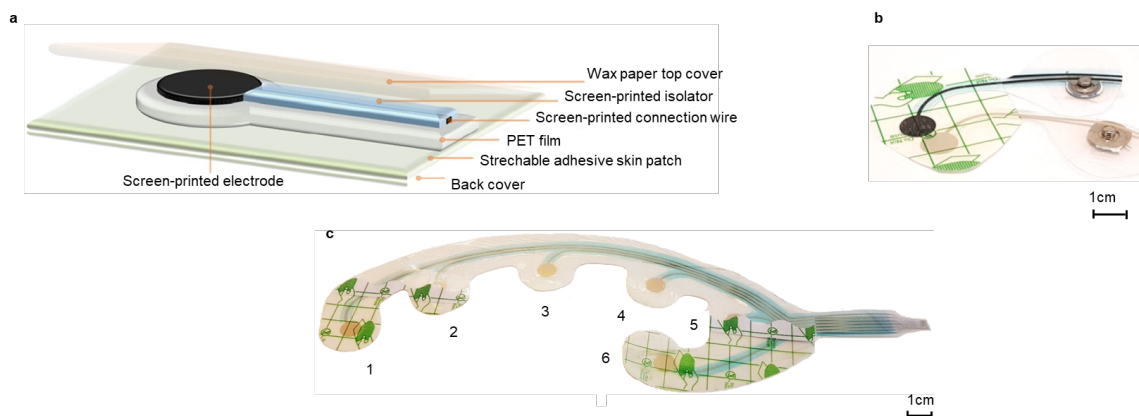 a
Wax paper top cover
Screen-printed isolator
Screen-printed connection wire
PET film
Strechable adhesive skin patch
Screen-printed electrode
Back cover
b
1cm
c
1
2
3
4
5
6
1cm